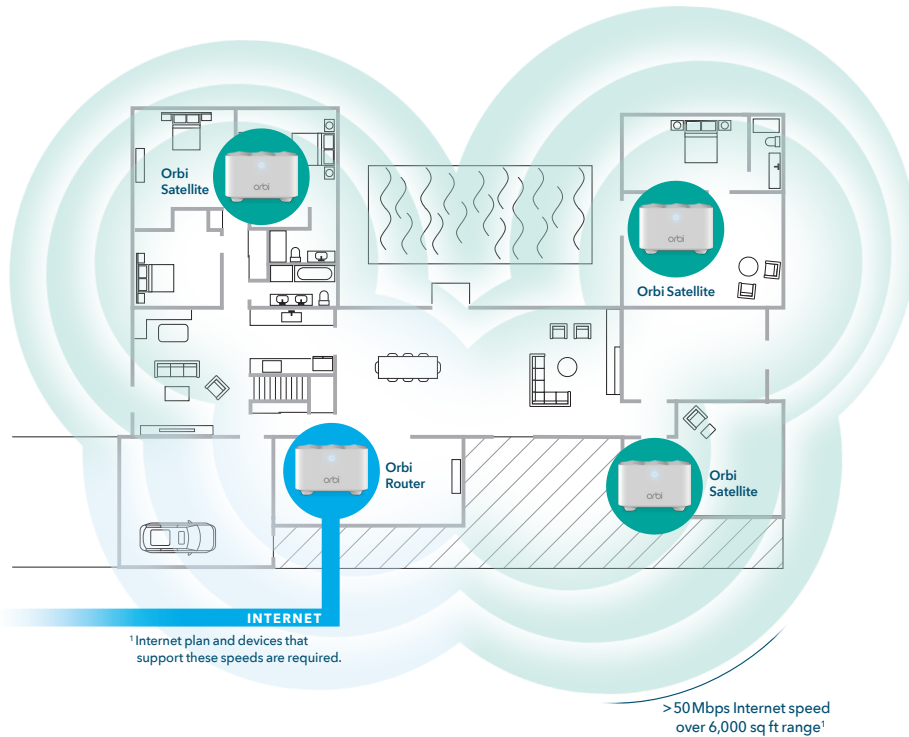 Orbi
Satellite
orbi
orbi
Orbi Satellite
orbi
Orbi
Router
orbi
Orbi
Satellite
INTERNET
¹ Internet plan and devices that
support these speeds are required.
> 50 Mbps Internet speed
over 6,000 sq ft range¹